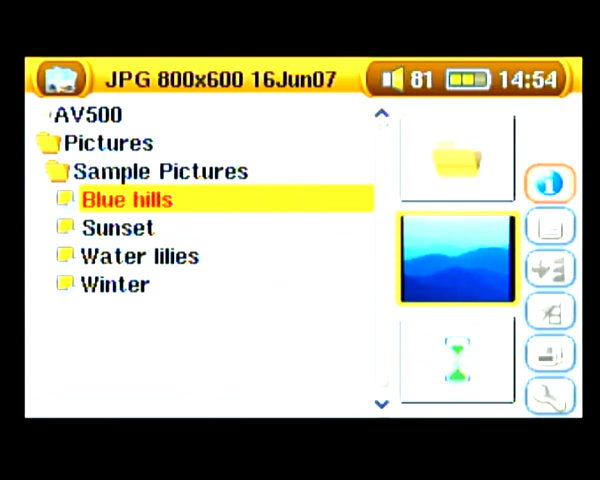 JPG 800x600 16Jun07 81 14:54
AV500
Pictures
Sample Pictures
Blue hills
Sunset
Water lilies
Winter